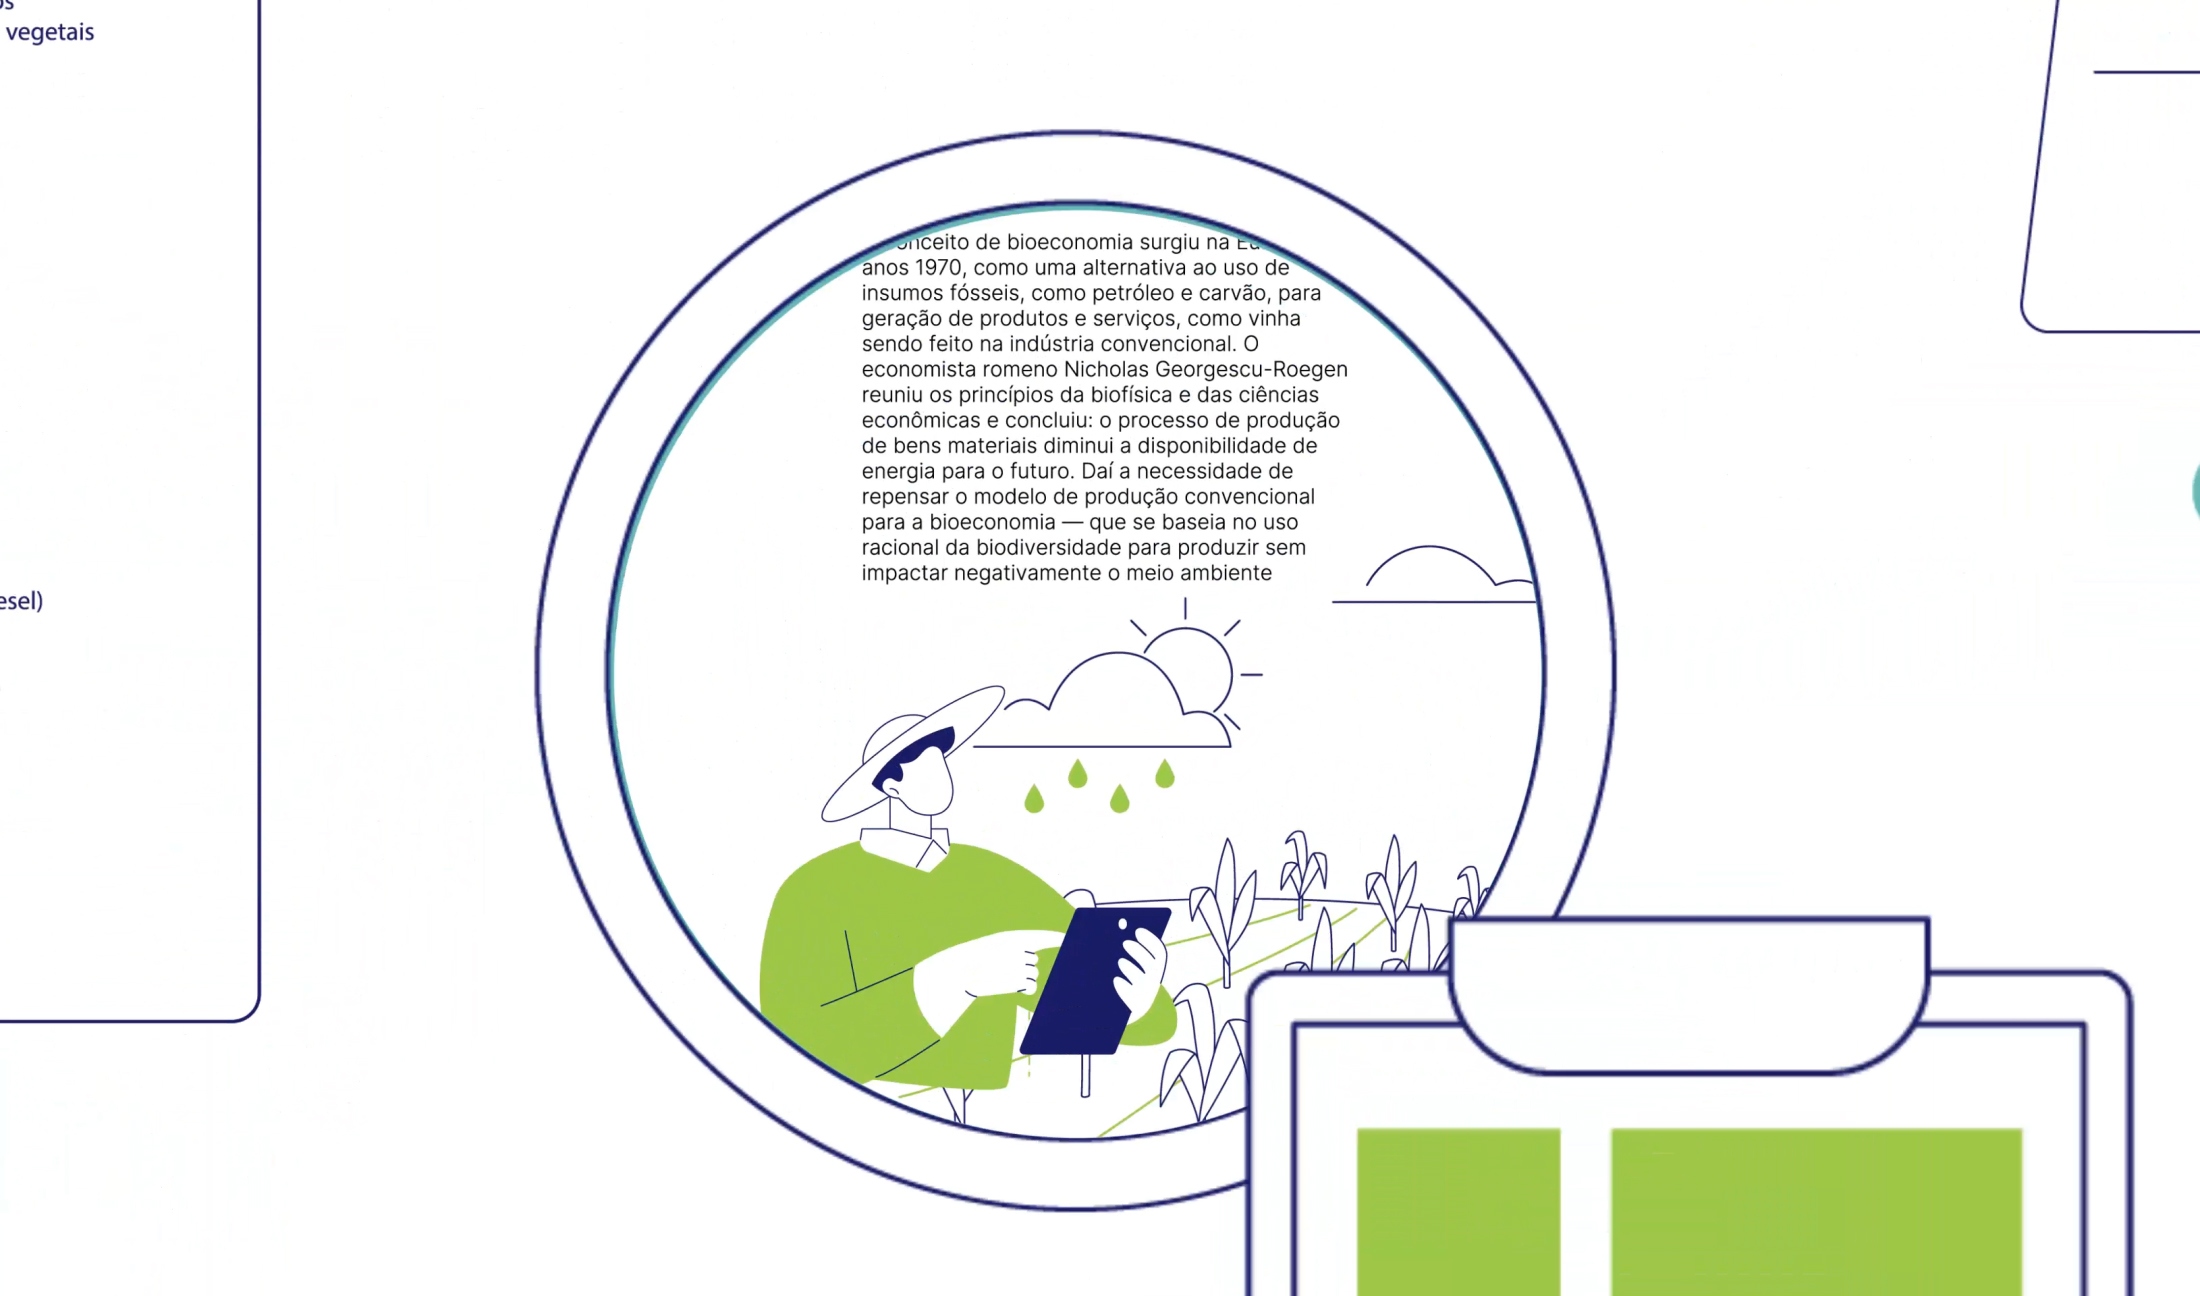 vegetais
esel)
onceito de bioeconomia surgiu na Eu
anos 1970, como uma alternativa ao uso de
insumos fósseis, como petróleo e carvão, para
geração de produtos e serviços, como vinha
sendo feito na indústria convencional. O
economista romeno Nicholas Georgescu-Roegen
reuniu os princípios da biofísica e das ciências
econômicas e concluiu: o processo de produção
de bens materiais diminui a disponibilidade de
energia para o futuro. Daí a necessidade de
repensar o modelo de produção convencional
para a bioeconomia — que se baseia no uso
racional da biodiversidade para produzir sem
impactar negativamente o meio ambiente